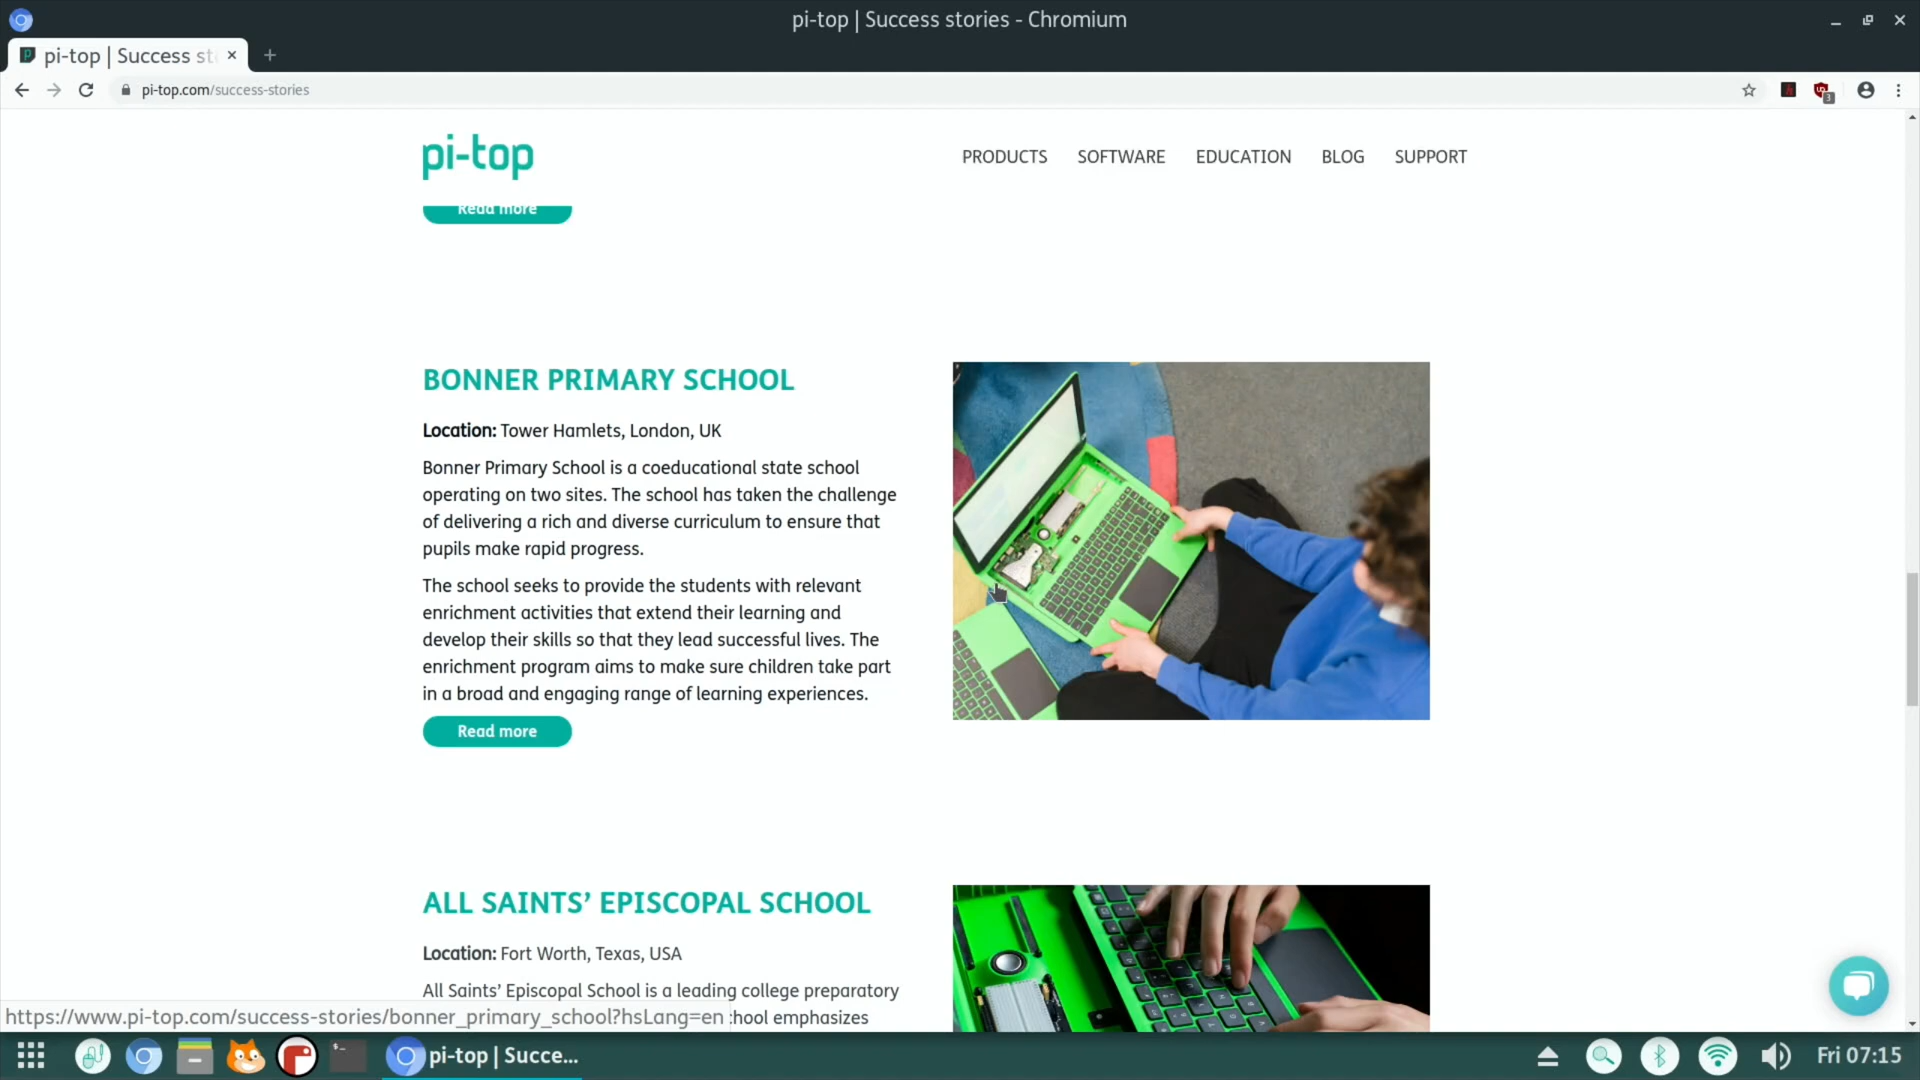 pi-top | Success stories - Chromium
pi-top | Success st
pi-top.com/success-stories
3
pi-top
PRODUCTS SOFTWARE EDUCATION BLOG SUPPORT
Read more
BONNER PRIMARY SCHOOL
Location: Tower Hamlets, London, UK
Bonner Primary School is a coeducational state school
operating on two sites. The school has taken the challenge
of delivering a rich and diverse curriculum to ensure that
pupils make rapid progress.
The school seeks to provide the students with relevant
enrichment activities that extend their learning and
develop their skills so that they lead successful lives. The
enrichment program aims to make sure children take part
in a broad and engaging range of learning experiences.
Read more
ALL SAINTS’ EPISCOPAL SCHOOL
Location: Fort Worth, Texas, USA
All Saints’ Episcopal School is a leading college preparatory
https://www.pi-top.com/success-stories/bonner_primary_school?hsLang=en hool emphasizes
pi-top | Succe...
Fri 07:15